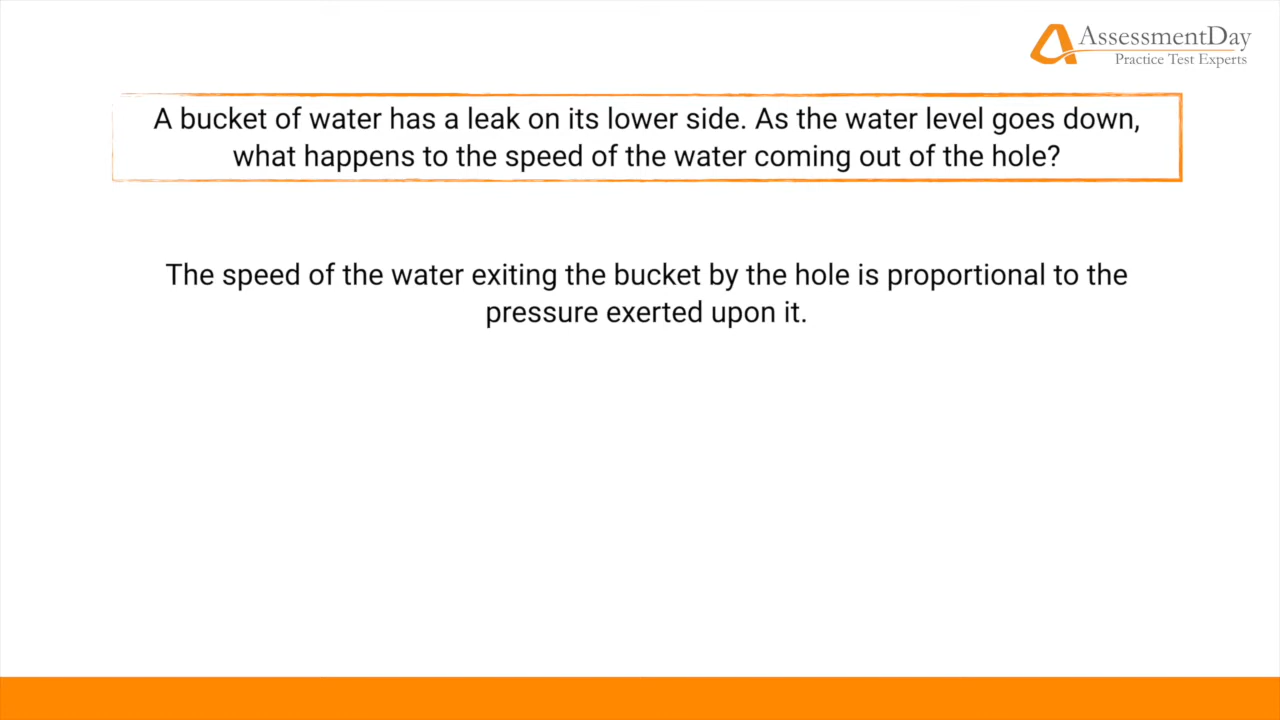 AssessmentDay
Practice Test Experts
A bucket of water has a leak on its lower side. As the water level goes down,
what happens to the speed of the water coming out of the hole?
The speed of the water exiting the bucket by the hole is proportional to the
pressure exerted upon it.